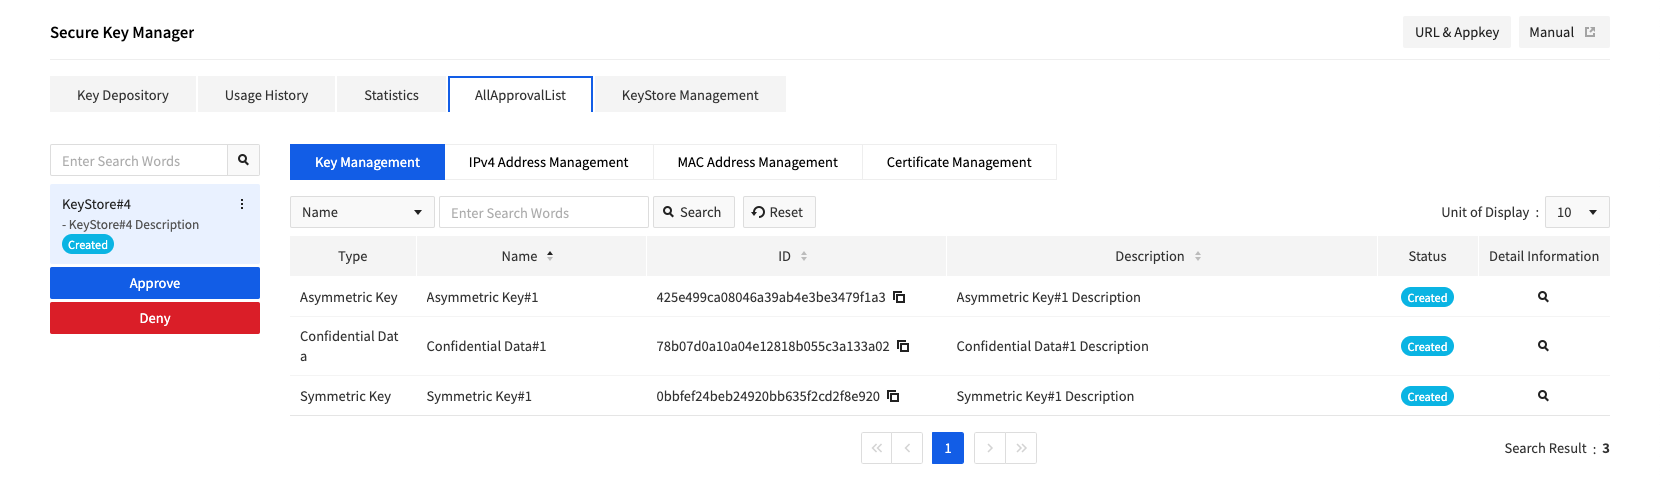 Secure Key Manager
URL & Appkey
Manual
Key Depository
Usage History
Statistics
AllApprovalList
KeyStore Management
Enter Search Words
KeyStore#4
- KeyStore#4 Description
Created
Approve
Deny
Key Management
IPv4 Address Management
MAC Address Management
Certificate Management
Name
Enter Search Words
Search
Reset
Unit of Display : 10
Type Name ID Description Status Detail Information
Asymmetric Key Asymmetric Key#1 425e499ca08046a39ab4e3be3479f1a3 Asymmetric Key#1 Description Created
Confidential Dat
a
Confidential Data#1 78b07d0a10a04e12818b055c3a133a02 Confidential Data#1 Description Created
Symmetric Key Symmetric Key#1 0bbfef24beb24920bb635f2cd2f8e920 Symmetric Key#1 Description Created
1
Search Result : 3